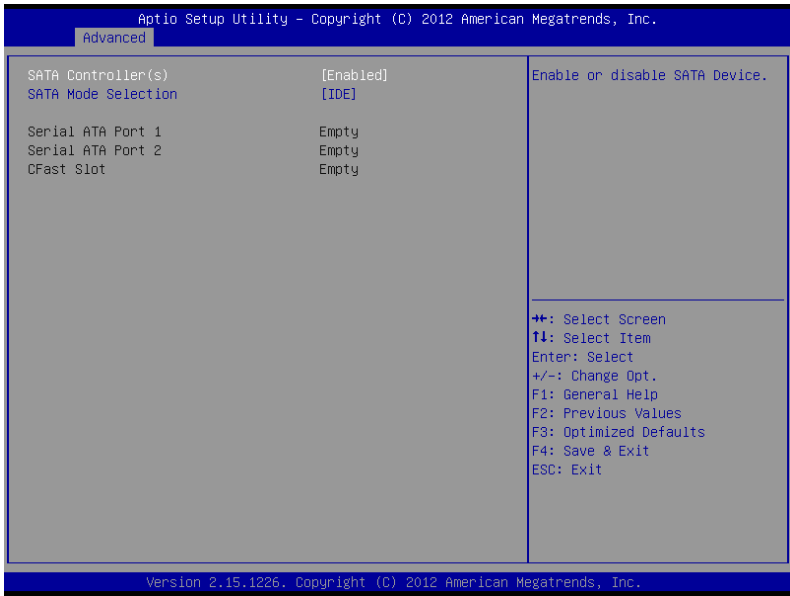 Aptio Setup Utility – Copyright (C) 2012 American Megatrends, Inc.
Advanced
SATA Controller(s) [Enabled]
SATA Mode Selection [IDE]
Serial ATA Port 1 Empty
Serial ATA Port 2 Empty
CFast Slot Empty
Enable or disable SATA Device.
→←: Select Screen
↑↓: Select Item
Enter: Select
+/-: Change Opt.
F1: General Help
F2: Previous Values
F3: Optimized Defaults
F4: Save & Exit
ESC: Exit
Version 2.15.1226. Copyright (C) 2012 American Megatrends, Inc.